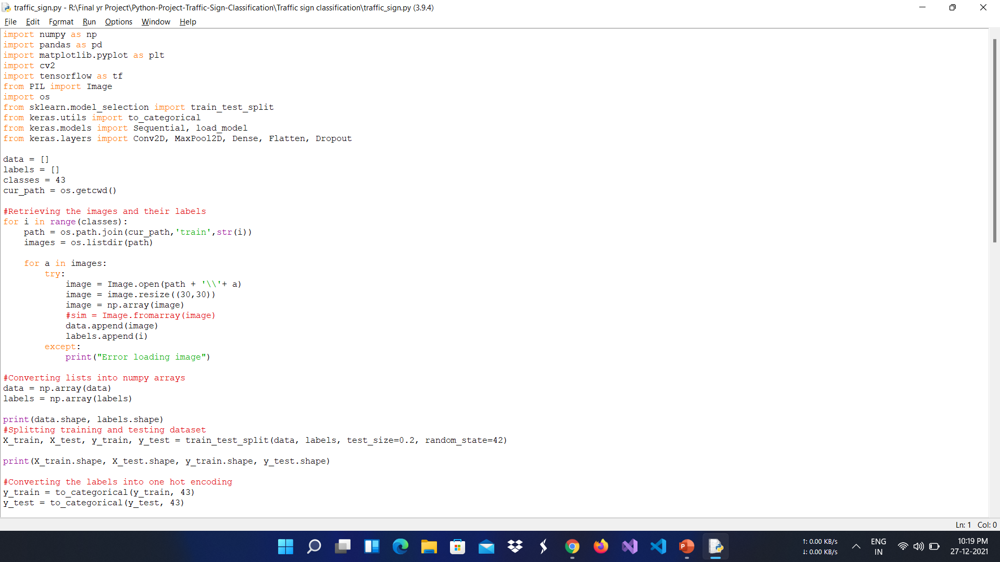 traffic_sign.py - R:\Final yr Project\Python-Project-Traffic-Sign-Classification\Traffic sign classification\traffic_sign.py (3.9.4)
File Edit Format Run Options Window Help
import numpy as np
import pandas as pd
import matplotlib.pyplot as plt
import cv2
import tensorflow as tf
from PIL import Image
import os
from sklearn.model_selection import train_test_split
from keras.utils import to_categorical
from keras.models import Sequential, load_model
from keras.layers import Conv2D, MaxPool2D, Dense, Flatten, Dropout

data = []
labels = []
classes = 43
cur_path = os.getcwd()

#Retrieving the images and their labels
for i in range(classes):
    path = os.path.join(cur_path,'train',str(i))
    images = os.listdir(path)

    for a in images:
        try:
            image = Image.open(path + '\\'+ a)
            image = image.resize((30,30))
            image = np.array(image)
            #sim = Image.fromarray(image)
            data.append(image)
            labels.append(i)
        except:
            print("Error loading image")

#Converting lists into numpy arrays
data = np.array(data)
labels = np.array(labels)

print(data.shape, labels.shape)
#Splitting training and testing dataset
X_train, X_test, y_train, y_test = train_test_split(data, labels, test_size=0.2, random_state=42)

print(X_train.shape, X_test.shape, y_train.shape, y_test.shape)

#Converting the labels into one hot encoding
y_train = to_categorical(y_train, 43)
y_test = to_categorical(y_test, 43)
Ln: 1 Col: 0
↑: 0.00 KB/s
↓: 0.00 KB/s
ENG
IN
10:19 PM
27-12-2021